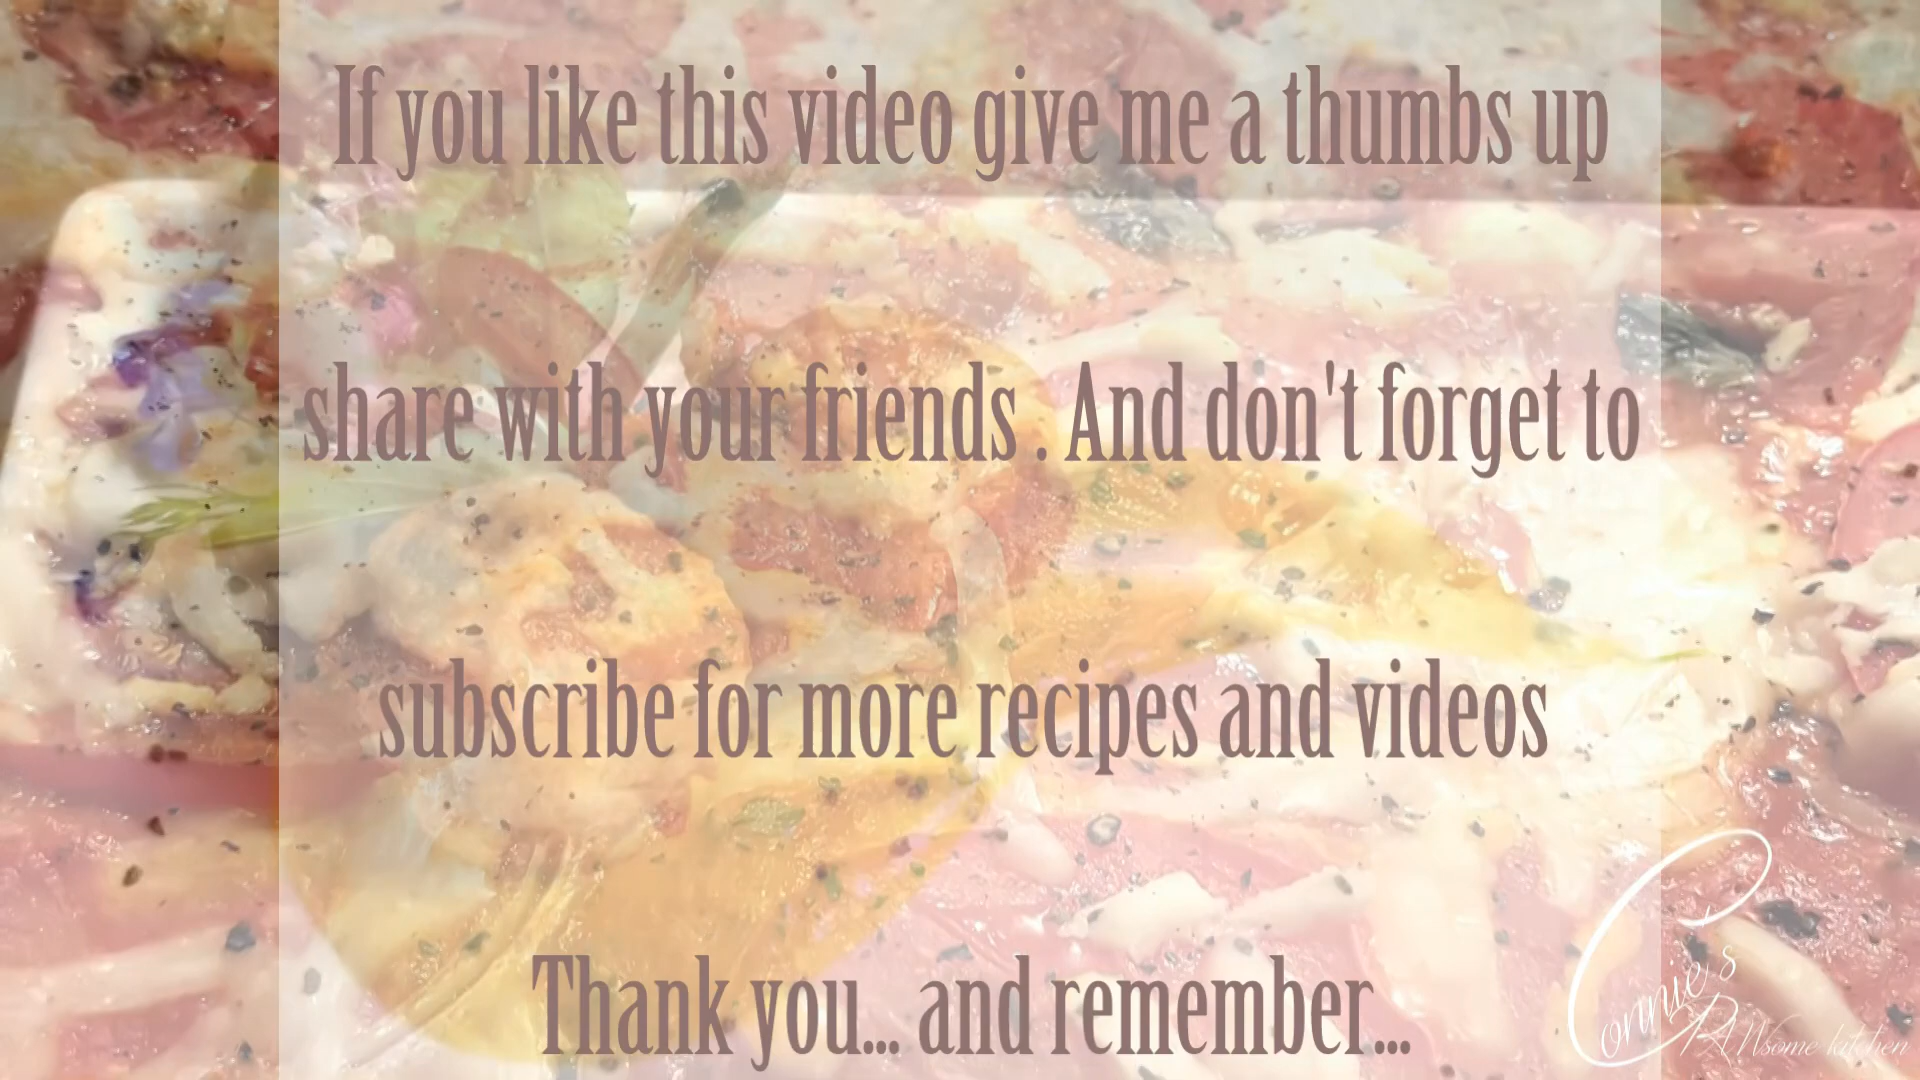 If you like this video give me a thumbs up
share with your friends . And don't forget to
subscribe for more recipes and videos
Thank you... and remember...
Connie's
RAWsome kitchen